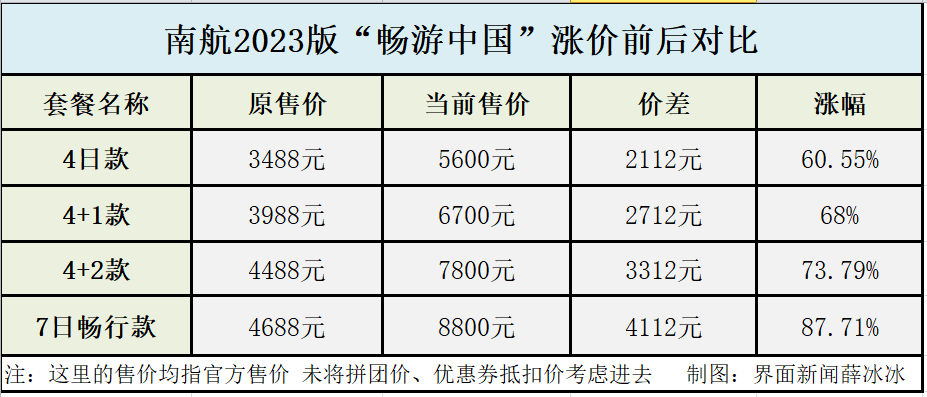 南航2023版“畅游中国”涨价前后对比
套餐名称 原售价 当前售价 价差 涨幅
4日款 3488元 5600元 2112元 60.55%
4+1款 3988元 6700元 2712元 68%
4+2款 4488元 7800元 3312元 73.79%
7日畅行款 4688元 8800元 4112元 87.71%
注：这里的售价均指官方售价 未将拼团价、优惠券抵扣价考虑进去 制图：界面新闻薛冰冰